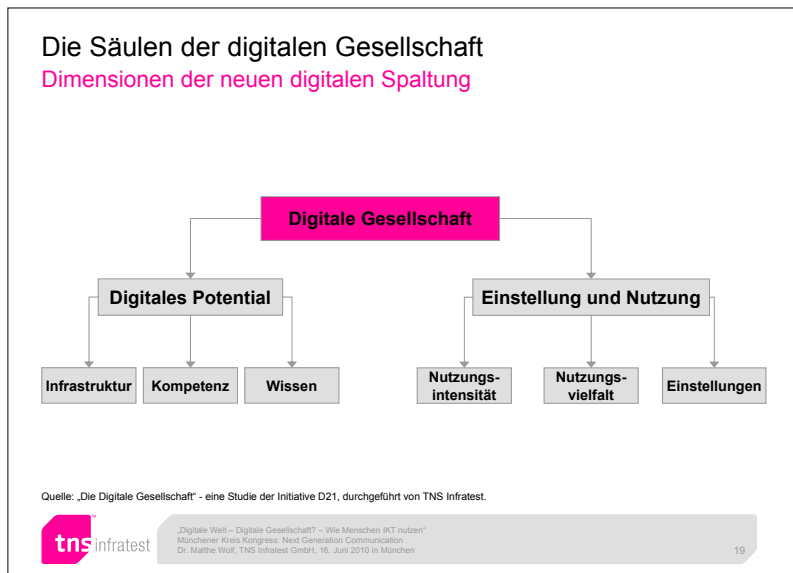 Die Säulen der digitalen Gesellschaft
Dimensionen der neuen digitalen Spaltung
Digitale Gesellschaft
Digitales Potential
Einstellung und Nutzung
Infrastruktur
Kompetenz
Wissen
Nutzungs-
intensität
Nutzungs-
vielfalt
Einstellungen
Quelle: „Die Digitale Gesellschaft“ - eine Studie der Initiative D21, durchgeführt von TNS Infratest.
tns infratest
TM
„Digitale Welt – Digitale Gesellschaft? – Wie Menschen IKT nutzen“
Münchener Kreis Kongress: Next Generation Communication
Dr. Malthe Wolf, TNS Infratest GmbH, 16. Juni 2010 in München
19